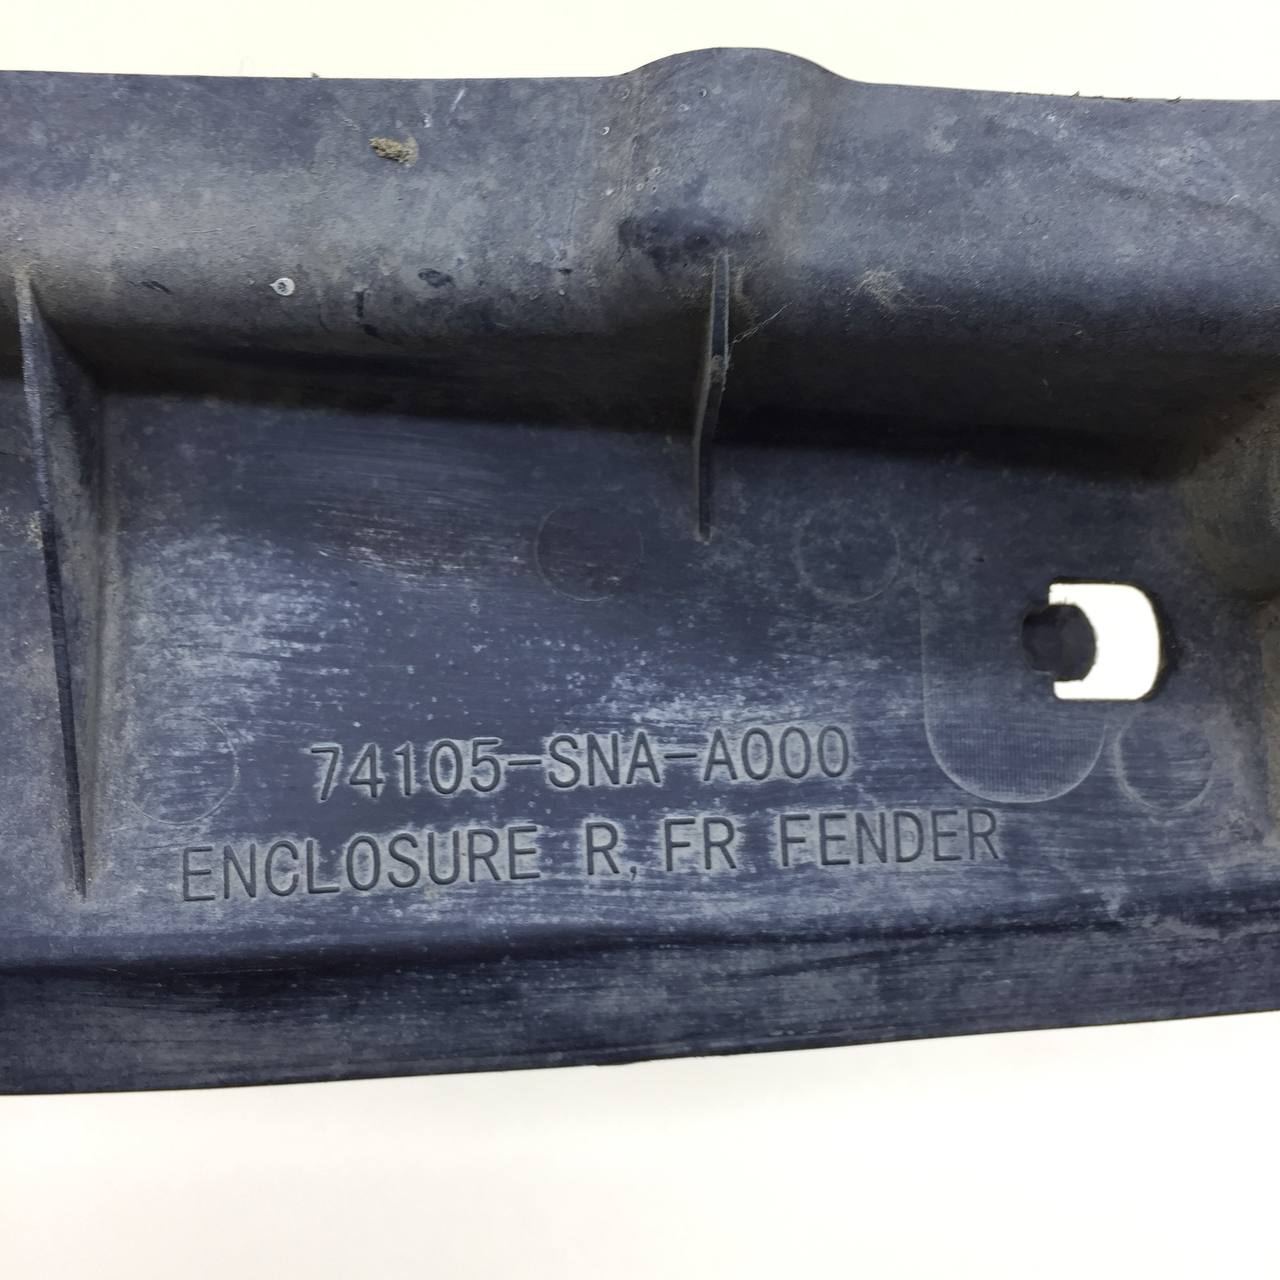 74105-SNA-A000
ENCLOSURE R, FR FENDER